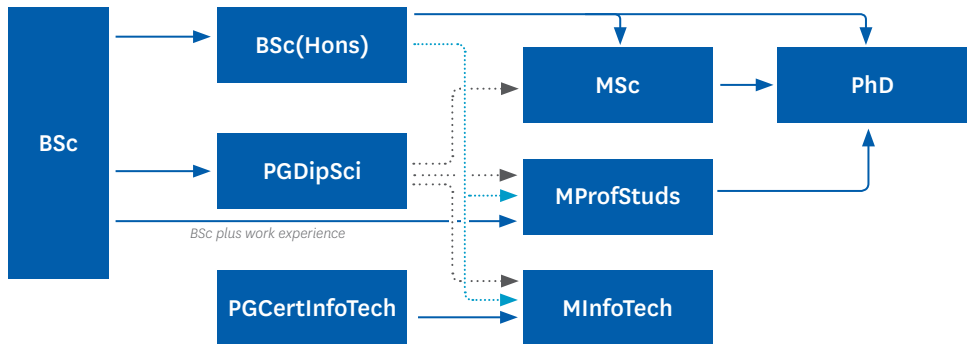 BSc
BSc(Hons)
MSc
PhD
PGDipSci
MProfStuds
BSc plus work experience
PGCertInfoTech
MInfoTech